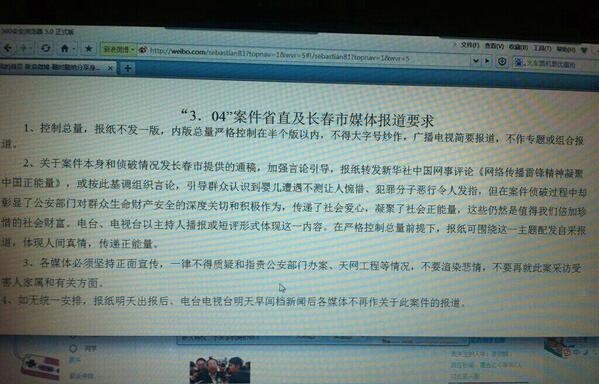 360安全浏览器 5.0 正式版
文件(F) 查看(V) 收藏(B) 工具(T) 帮助(H)
新浪微博
http://weibo.com/sebastian81?topnav=1&wvr=5#!/sebastian81?topnav=1&wvr=5
“3．04”案件省直及长春市媒体报道要求
1、控制总量，报纸不发一版，内版总量严格控制在半个版以内，不得大字号炒作，广播电视简要报道，不作专题或组合报
道。
2、关于案件本身和侦破情况发长春市提供的通稿，加强言论引导，报纸转发新华社中国网事评论《网络传播雷锋精神凝聚
中国正能量》，或按此基调组织言论，引导群众认识到婴儿遭遇不测让人惋惜、犯罪分子恶行令人发指，但在案件侦破过程中却
彰显了公安部门对群众生命财产安全的深度关切和积极作为，传递了社会爱心，凝聚了社会正能量，这些仍然是值得我们倍加珍
惜的社会财富。电台、电视台以主持人播报或短评形式体现这一内容。在严格控制总量前提下，报纸可围绕这一主题配发自采报
道，体现人间真情，传递正能量。
3、各媒体必须坚持正面宣传，一律不得质疑和指责公安部门办案、天网工程等情况，不要渲染悲情，不要再就此案采访受
害人家属和有关方面。
4、如无统一安排，报纸明天出报后、电台电视台明天早间档新闻后各媒体不再作关于此案件的报道。
同学